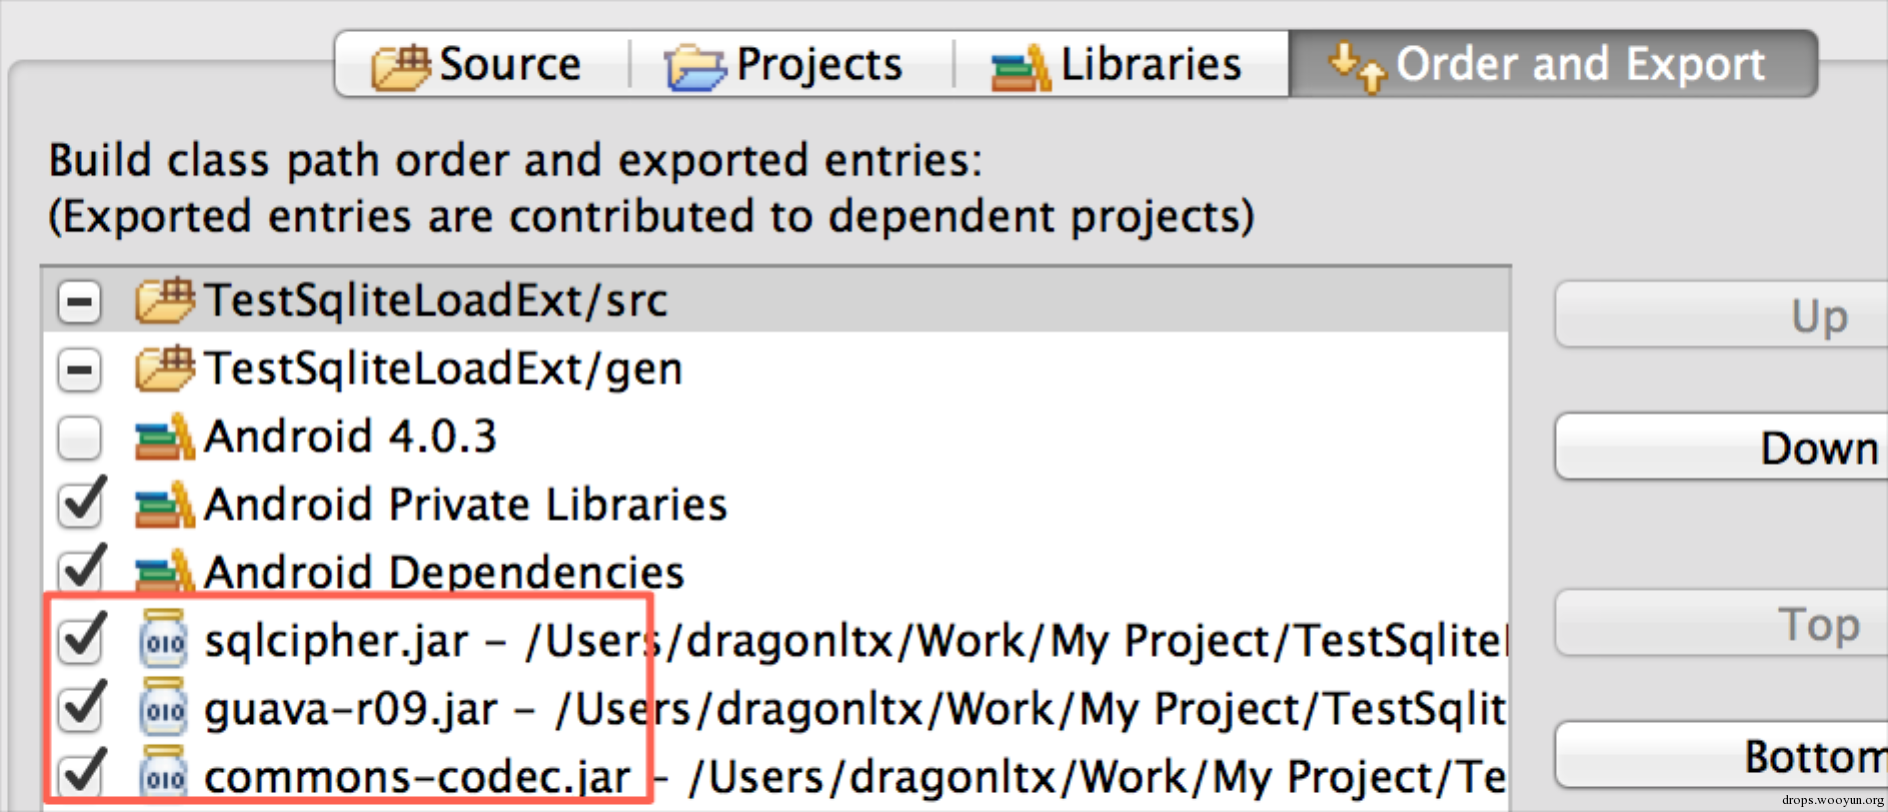 Source Projects Libraries Order and Export
Build class path order and exported entries:
(Exported entries are contributed to dependent projects)
TestSqliteLoadExt/src
Up
TestSqliteLoadExt/gen
Android 4.0.3
Down
Android Private Libraries
Android Dependencies
Top
sqlcipher.jar – /Users/dragonltx/Work/My Project/TestSqlite
guava-r09.jar – /Users/dragonltx/Work/My Project/TestSqlit
Bottom
commons-codec.jar – /Users/dragonltx/Work/My Project/Te
drops.wooyun.org